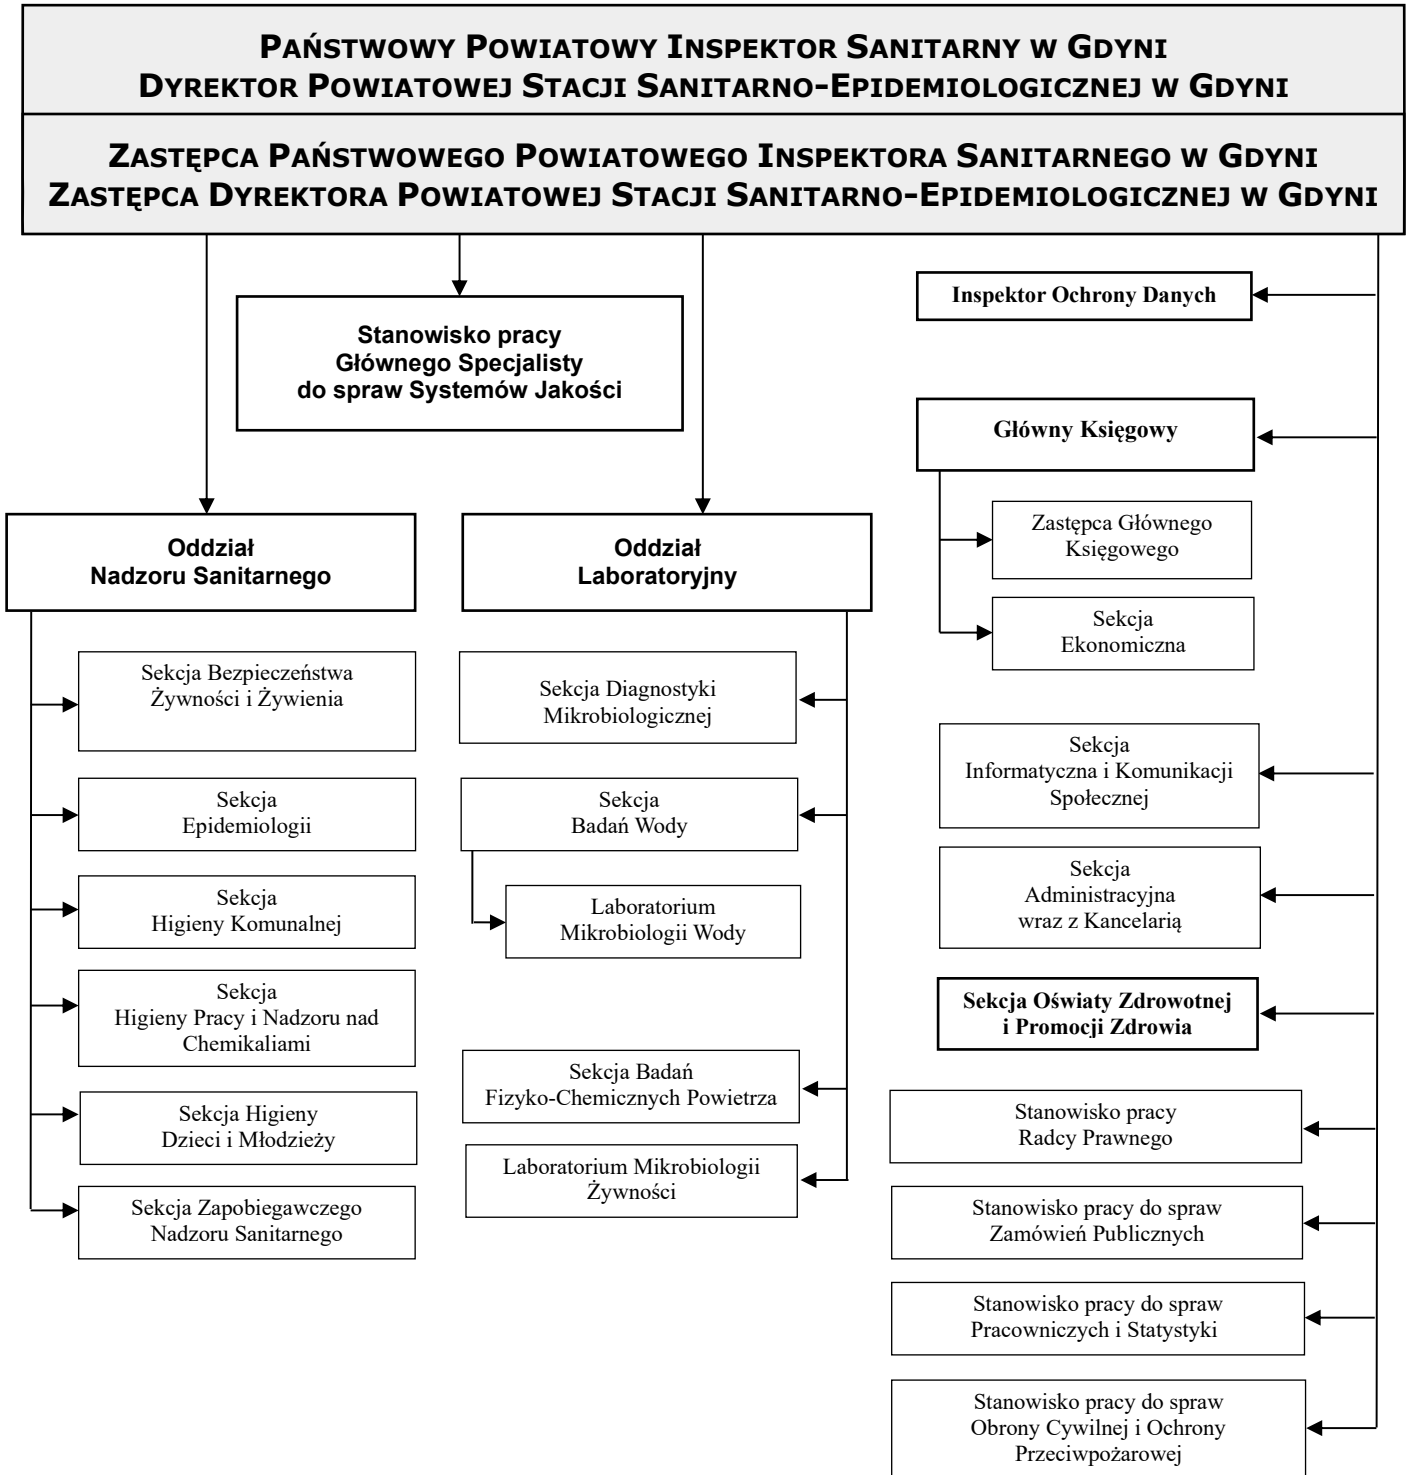 PAŃSTWOWY POWIATOWY INSPEKTOR SANITARNY W GDYNI
DYREKTOR POWIATOWEJ STACJI SANITARNO-EPIDEMIOLOGICZNEJ W GDYNI
ZASTĘPCA PAŃSTWOWEGO POWIATOWEGO INSPEKTORA SANITARNEGO W GDYNI
ZASTĘPCA DYREKTORA POWIATOWEJ STACJI SANITARNO-EPIDEMIOLOGICZNEJ W GDYNI
Stanowisko pracy
Głównego Specjalisty
do spraw Systemów Jakości
Oddział
Nadzoru Sanitarnego
Sekcja Bezpieczeństwa
Żywności i Żywienia
Sekcja
Epidemiologii
Sekcja
Higieny Komunalnej
Sekcja
Higieny Pracy i Nadzoru nad
Chemikaliami
Sekcja Higieny
Dzieci i Młodzieży
Sekcja Zapobiegawczego
Nadzoru Sanitarnego
Oddział
Laboratoryjny
Sekcja Diagnostyki
Mikrobiologicznej
Sekcja
Badań Wody
Laboratorium
Mikrobiologii Wody
Sekcja Badań
Fizyko-Chemicznych Powietrza
Laboratorium Mikrobiologii
Żywności
Inspektor Ochrony Danych
Główny Księgowy
Zastępca Głównego
Księgowego
Sekcja
Ekonomiczna
Sekcja
Informatyczna i Komunikacji
Społecznej
Sekcja
Administracyjna
wraz z Kancelarią
Sekcja Oświaty Zdrowotnej
i Promocji Zdrowia
Stanowisko pracy
Radcy Prawnego
Stanowisko pracy do spraw
Zamówień Publicznych
Stanowisko pracy do spraw
Pracowniczych i Statystyki
Stanowisko pracy do spraw
Obrony Cywilnej i Ochrony
Przeciwpożarowej